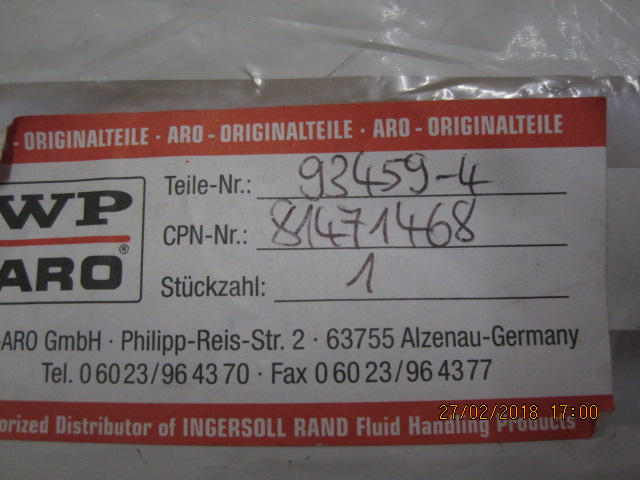 - ORIGINALTEILE · ARO - ORIGINALTEILE · ARO - ORIGINALTEILE
WP
ARO®
Teile-Nr.: 93459-4
CPN-Nr.: 81471468
Stückzahl: 1
-ARO GmbH · Philipp-Reis-Str. 2 · 63755 Alzenau-Germany
Tel. 0 60 23/96 43 70 · Fax 0 60 23/96 43 77
orized Distributor of INGERSOLL RAND Fluid Handling Products
27/02/2018 17:00